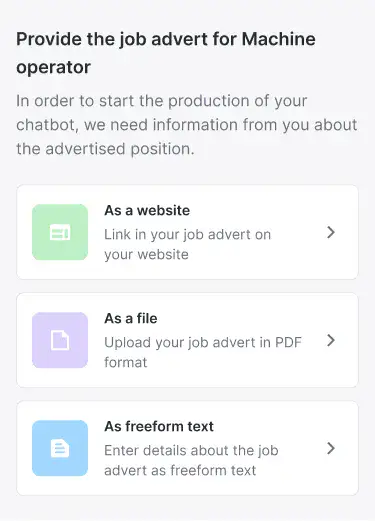 Provide the job advert for Machine
operator
In order to start the production of your
chatbot, we need information from you about
the advertised position.
As a website
Link in your job advert on
your website
As a file
Upload your job advert in PDF
format
As freeform text
Enter details about the job
advert as freeform text